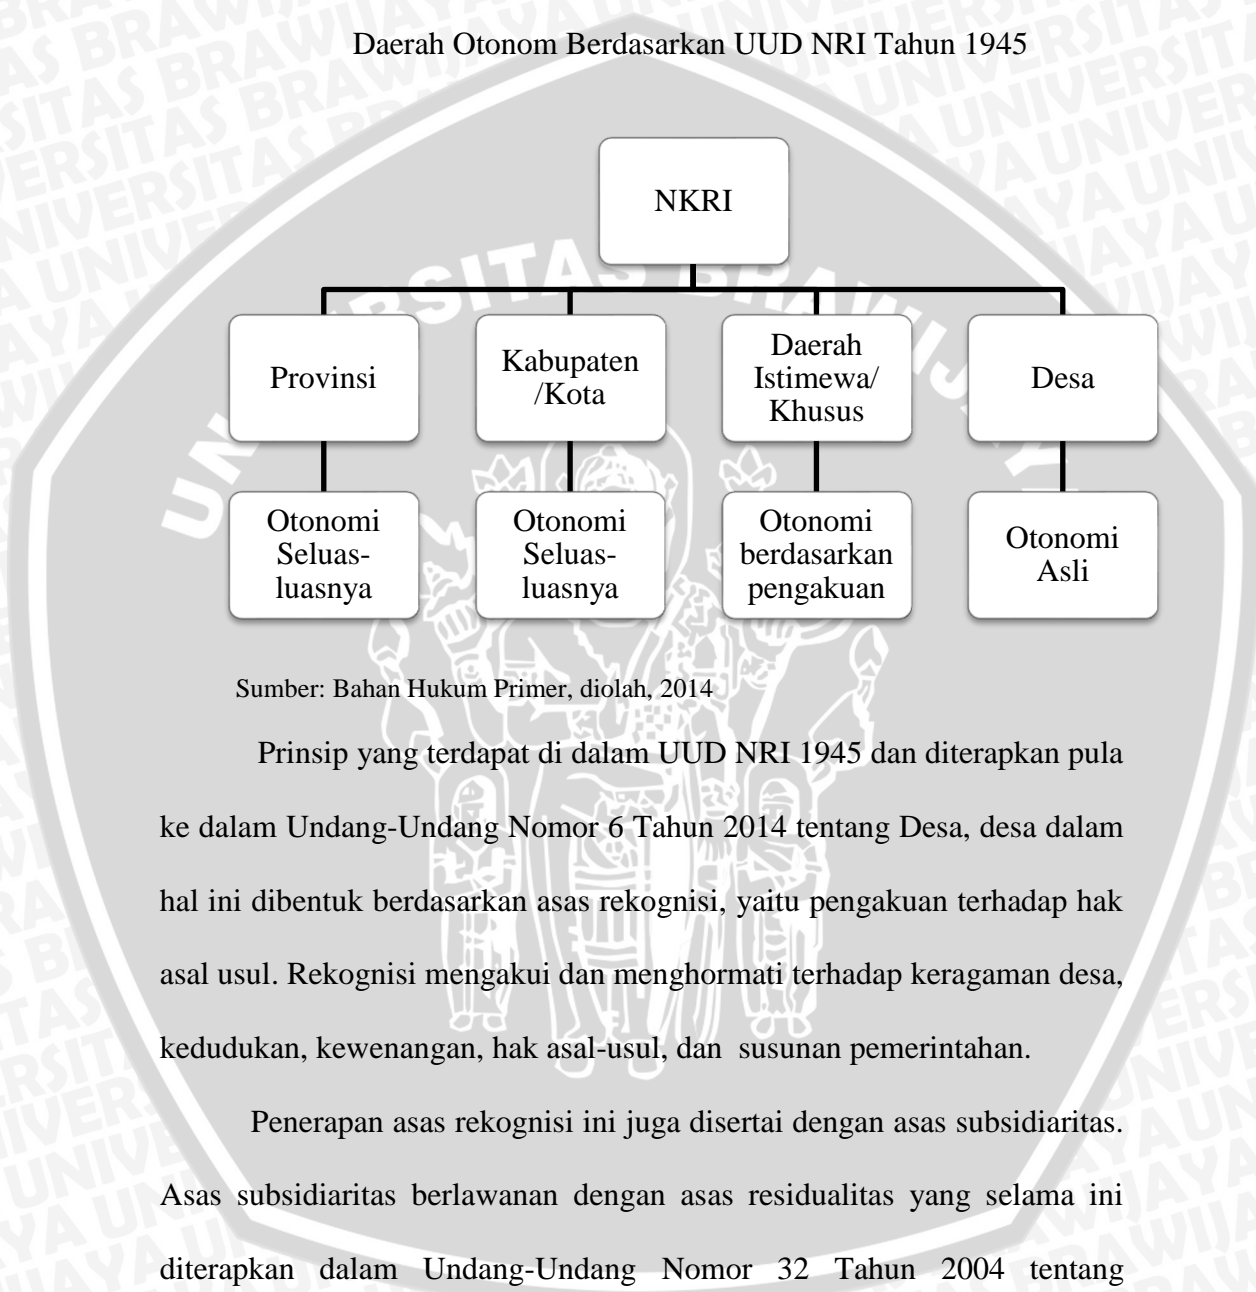 Daerah Otonom Berdasarkan UUD NRI Tahun 1945
NKRI
Provinsi
Kabupaten
/Kota
Daerah
Istimewa/
Khusus
Desa
Otonomi
Seluas-
luasnya
Otonomi
Seluas-
luasnya
Otonomi
berdasarkan
pengakuan
Otonomi
Asli
Sumber: Bahan Hukum Primer, diolah, 2014
Prinsip yang terdapat di dalam UUD NRI 1945 dan diterapkan pula
ke dalam Undang-Undang Nomor 6 Tahun 2014 tentang Desa, desa dalam
hal ini dibentuk berdasarkan asas rekognisi, yaitu pengakuan terhadap hak
asal usul. Rekognisi mengakui dan menghormati terhadap keragaman desa,
kedudukan, kewenangan, hak asal-usul, dan  susunan pemerintahan.
Penerapan asas rekognisi ini juga disertai dengan asas subsidiaritas.
Asas subsidiaritas berlawanan dengan asas residualitas yang selama ini
diterapkan dalam Undang-Undang Nomor 32 Tahun 2004 tentang